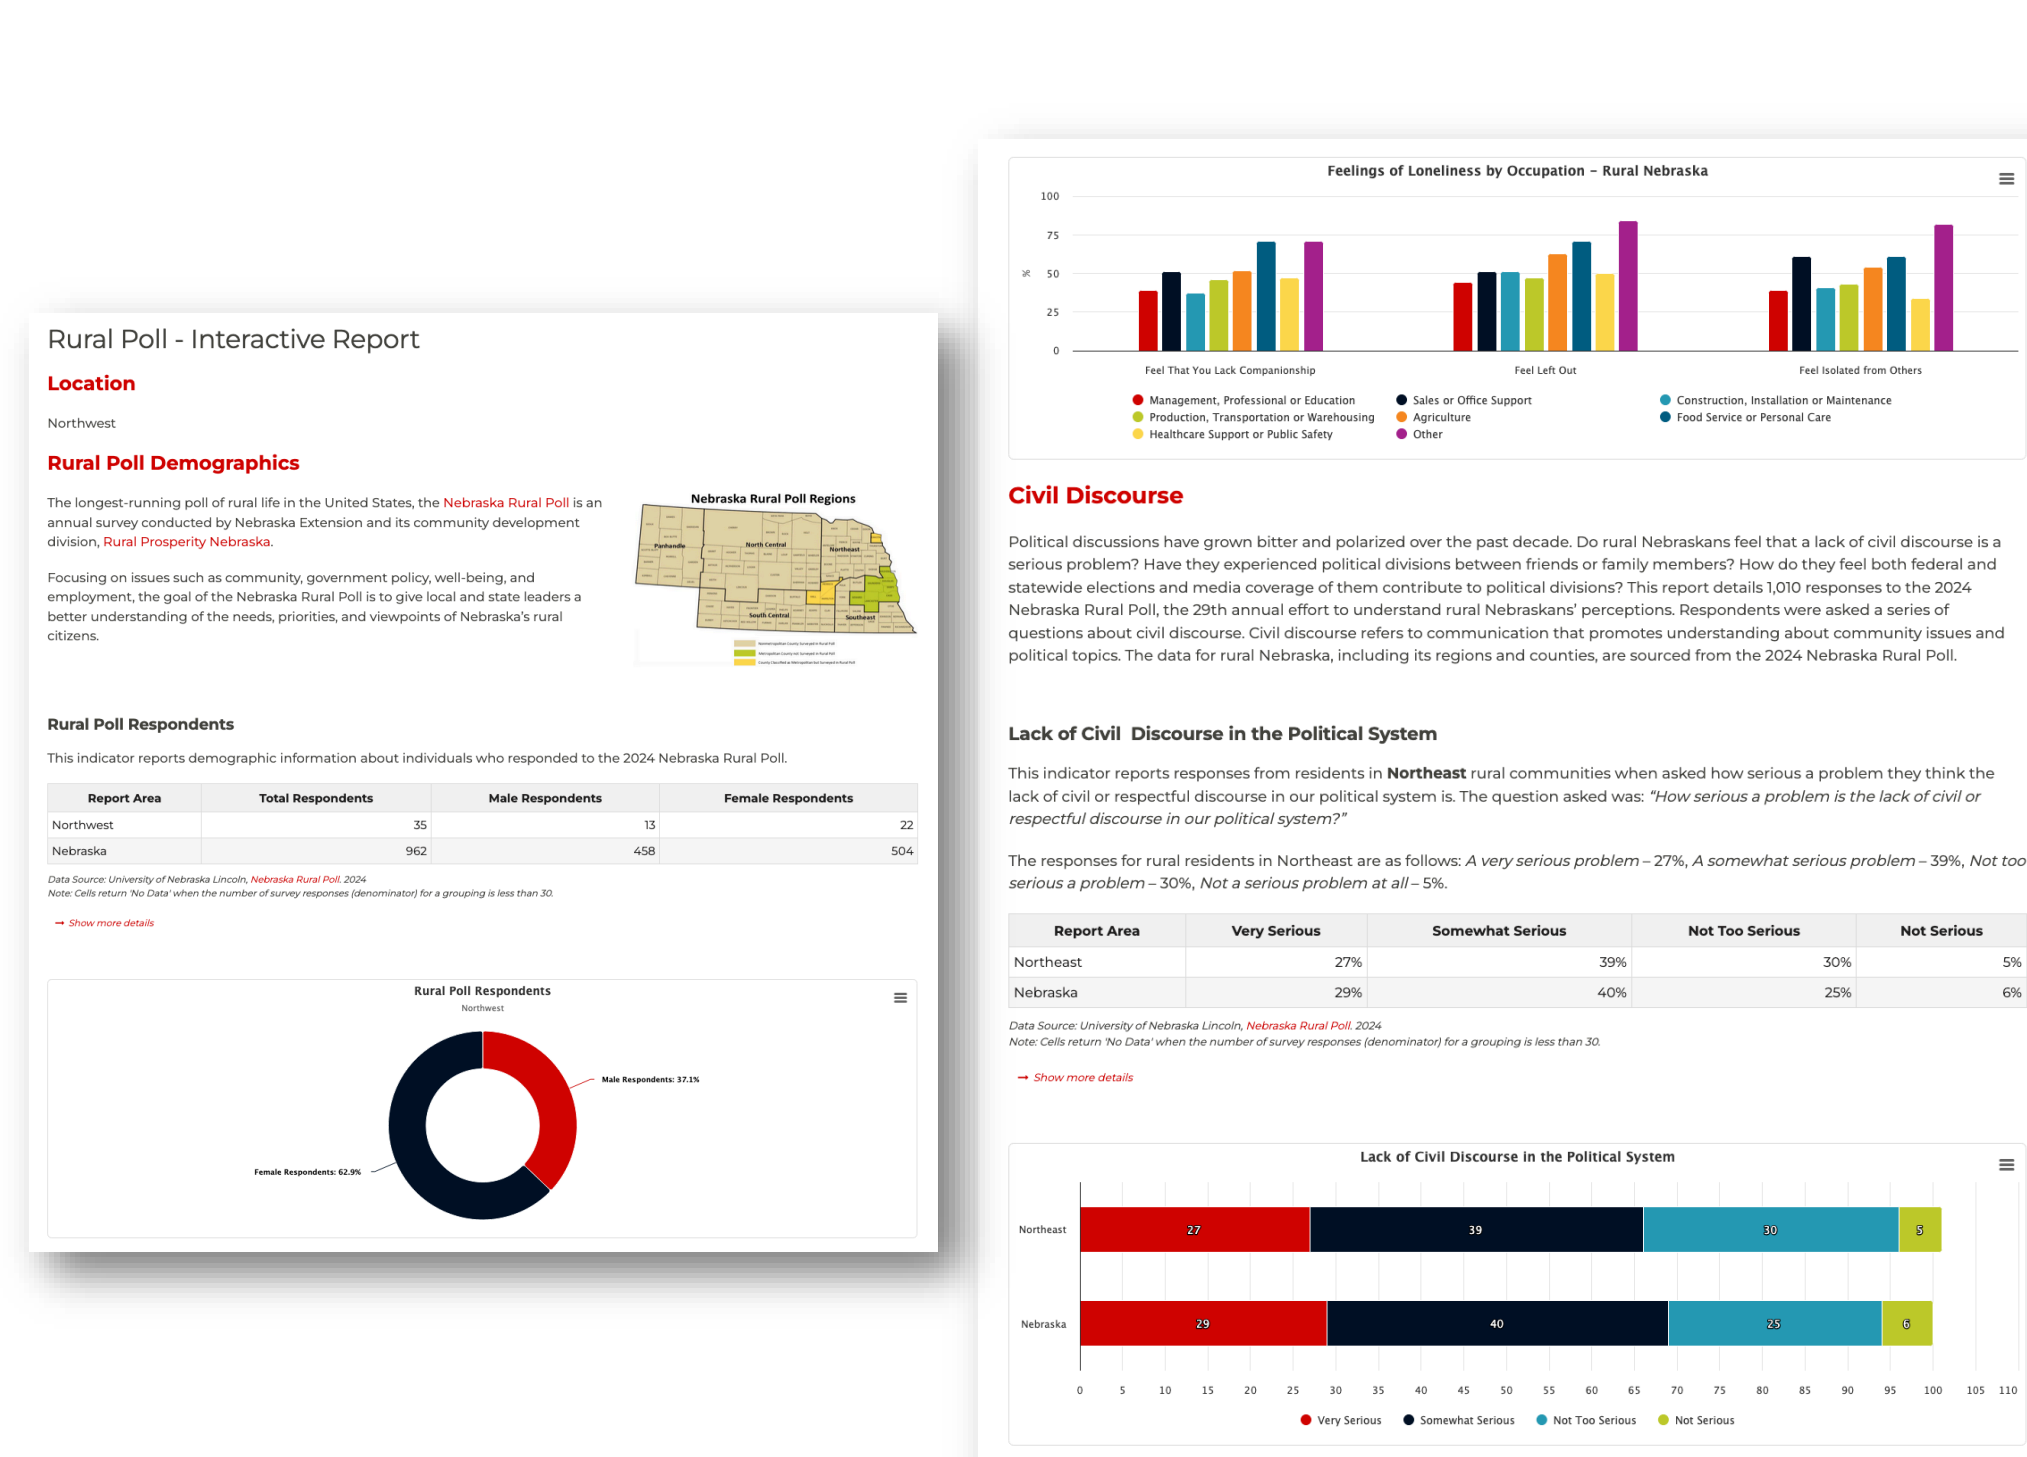 Rural Poll - Interactive Report
Location
Northwest
Rural Poll Demographics
The longest-running poll of rural life in the United States, the Nebraska Rural Poll is an
annual survey conducted by Nebraska Extension and its community development
division, Rural Prosperity Nebraska.
Focusing on issues such as community, government policy, well-being, and
employment, the goal of the Nebraska Rural Poll is to give local and state leaders a
better understanding of the needs, priorities, and viewpoints of Nebraska's rural
citizens.
Nebraska Rural Poll Regions
Panhandle
North Central
Northeast
South Central
Southeast
Nonmetropolitan County Surveyed in Rural Poll
Metropolitan County not Surveyed in Rural Poll
County Classified as Metropolitan but Surveyed in Rural Poll
Rural Poll Respondents
This indicator reports demographic information about individuals who responded to the 2024 Nebraska Rural Poll.
Report Area Total Respondents Male Respondents Female Respondents
Northwest 35 13 22
Nebraska 962 458 504
Data Source: University of Nebraska Lincoln, Nebraska Rural Poll. 2024
Note: Cells return 'No Data' when the number of survey responses (denominator) for a grouping is less than 30.
→ Show more details
Rural Poll Respondents
Northwest
Male Respondents: 37.1%
Female Respondents: 62.9%
Feelings of Loneliness by Occupation – Rural Nebraska
100
75
50
25
0
%
Feel That You Lack Companionship Feel Left Out Feel Isolated from Others
Management, Professional or Education Sales or Office Support Construction, Installation or Maintenance
Production, Transportation or Warehousing Agriculture Food Service or Personal Care
Healthcare Support or Public Safety Other
Civil Discourse
Political discussions have grown bitter and polarized over the past decade. Do rural Nebraskans feel that a lack of civil discourse is a
serious problem? Have they experienced political divisions between friends or family members? How do they feel both federal and
statewide elections and media coverage of them contribute to political divisions? This report details 1,010 responses to the 2024
Nebraska Rural Poll, the 29th annual effort to understand rural Nebraskans' perceptions. Respondents were asked a series of
questions about civil discourse. Civil discourse refers to communication that promotes understanding about community issues and
political topics. The data for rural Nebraska, including its regions and counties, are sourced from the 2024 Nebraska Rural Poll.
Lack of Civil  Discourse in the Political System
This indicator reports responses from residents in Northeast rural communities when asked how serious a problem they think the
lack of civil or respectful discourse in our political system is. The question asked was: "How serious a problem is the lack of civil or
respectful discourse in our political system?"
The responses for rural residents in Northeast are as follows: A very serious problem – 27%, A somewhat serious problem – 39%, Not too
serious a problem – 30%, Not a serious problem at all – 5%.
Report Area Very Serious Somewhat Serious Not Too Serious Not Serious
Northeast 27% 39% 30% 5%
Nebraska 29% 40% 25% 6%
Data Source: University of Nebraska Lincoln, Nebraska Rural Poll. 2024
Note: Cells return 'No Data' when the number of survey responses (denominator) for a grouping is less than 30.
→ Show more details
Lack of Civil Discourse in the Political System
Northeast 27 39 30 5
Nebraska 29 40 25 6
0 5 10 15 20 25 30 35 40 45 50 55 60 65 70 75 80 85 90 95 100 105 110
Very Serious Somewhat Serious Not Too Serious Not Serious